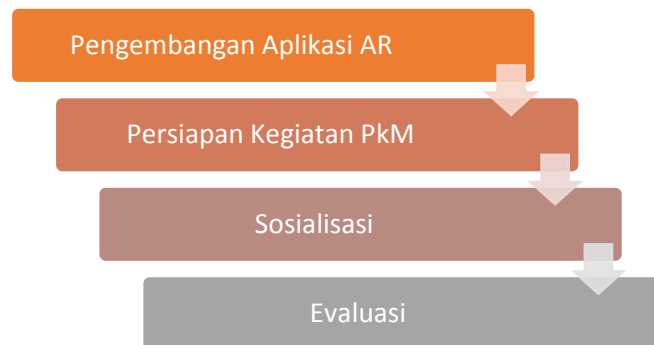 Pengembangan Aplikasi AR
Persiapan Kegiatan PkM
Sosialisasi
Evaluasi